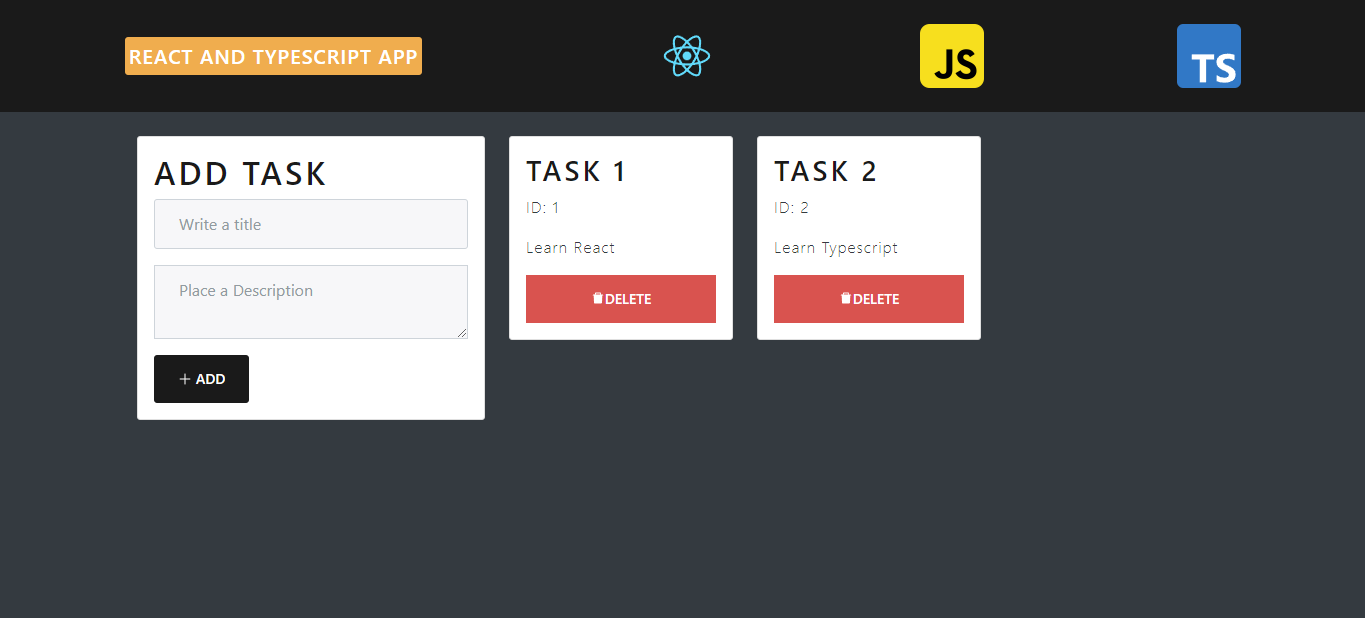 REACT AND TYPESCRIPT APP
JS
TS
ADD TASK
Write a title
Place a Description
+ ADD
TASK 1
ID: 1
Learn React
DELETE
TASK 2
ID: 2
Learn Typescript
DELETE